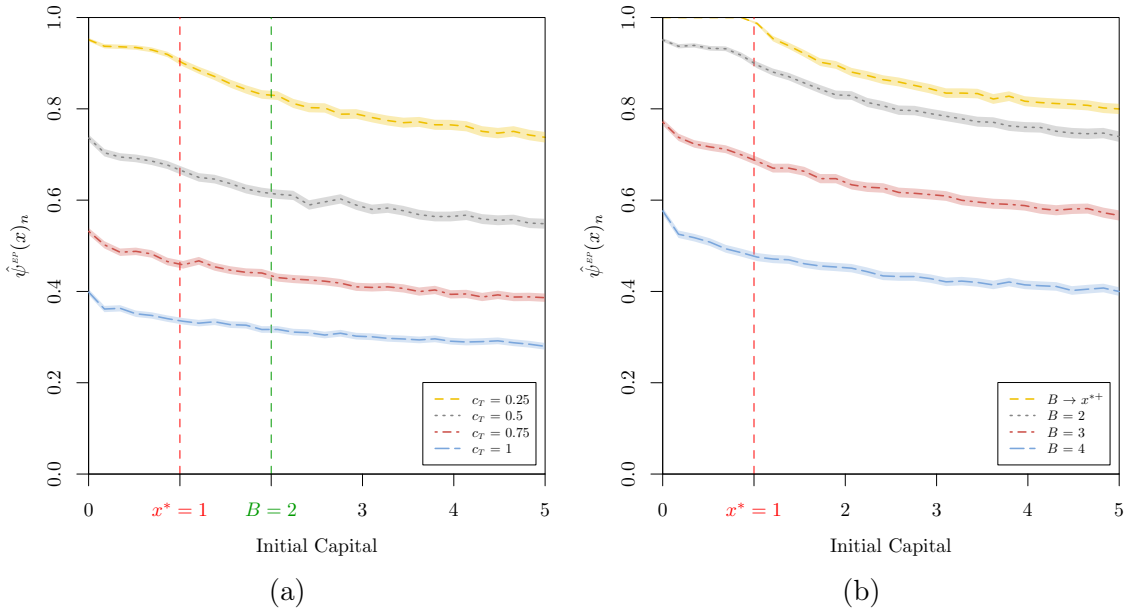 1.0
0.8
0.6
0.4
0.2
0.0
ψ̂^EP(x)_n
c_T = 0.25
c_T = 0.5
c_T = 0.75
c_T = 1
0 x* = 1 B = 2 3 4 5
Initial Capital
(a)
1.0
0.8
0.6
0.4
0.2
0.0
ψ̂^EP(x)_n
B → x*+
B = 2
B = 3
B = 4
0 x* = 1 2 3 4 5
Initial Capital
(b)